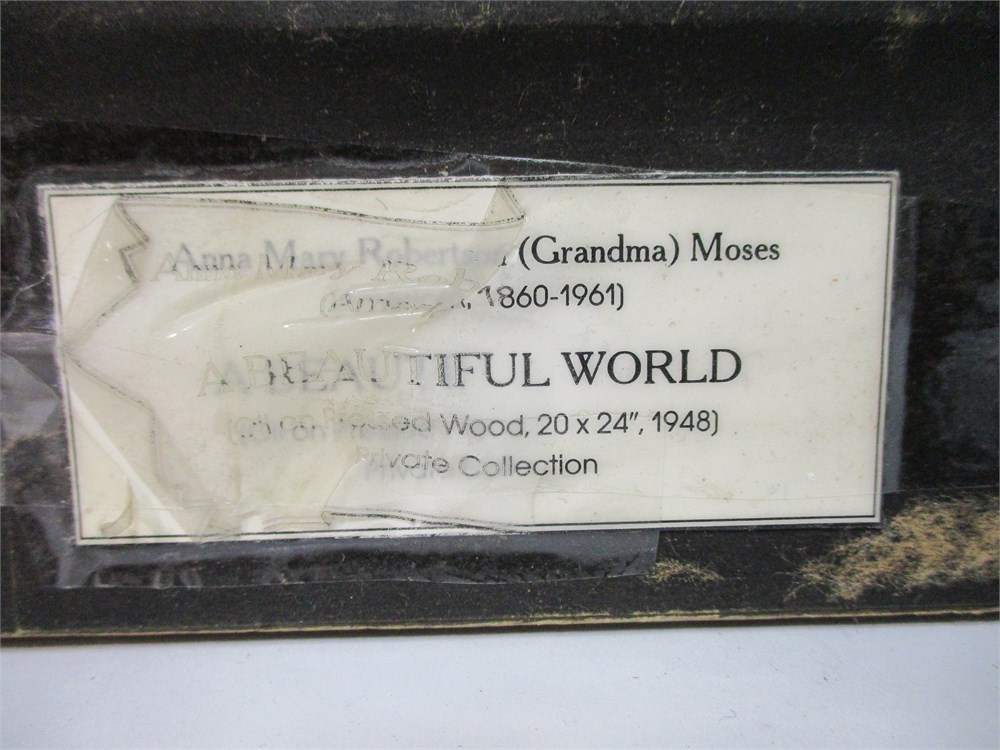 Anna Mary Robertson (Grandma) Moses
(American, 1860-1961)
A BEAUTIFUL WORLD
(Oil on Pressed Wood, 20 x 24", 1948)
Private Collection